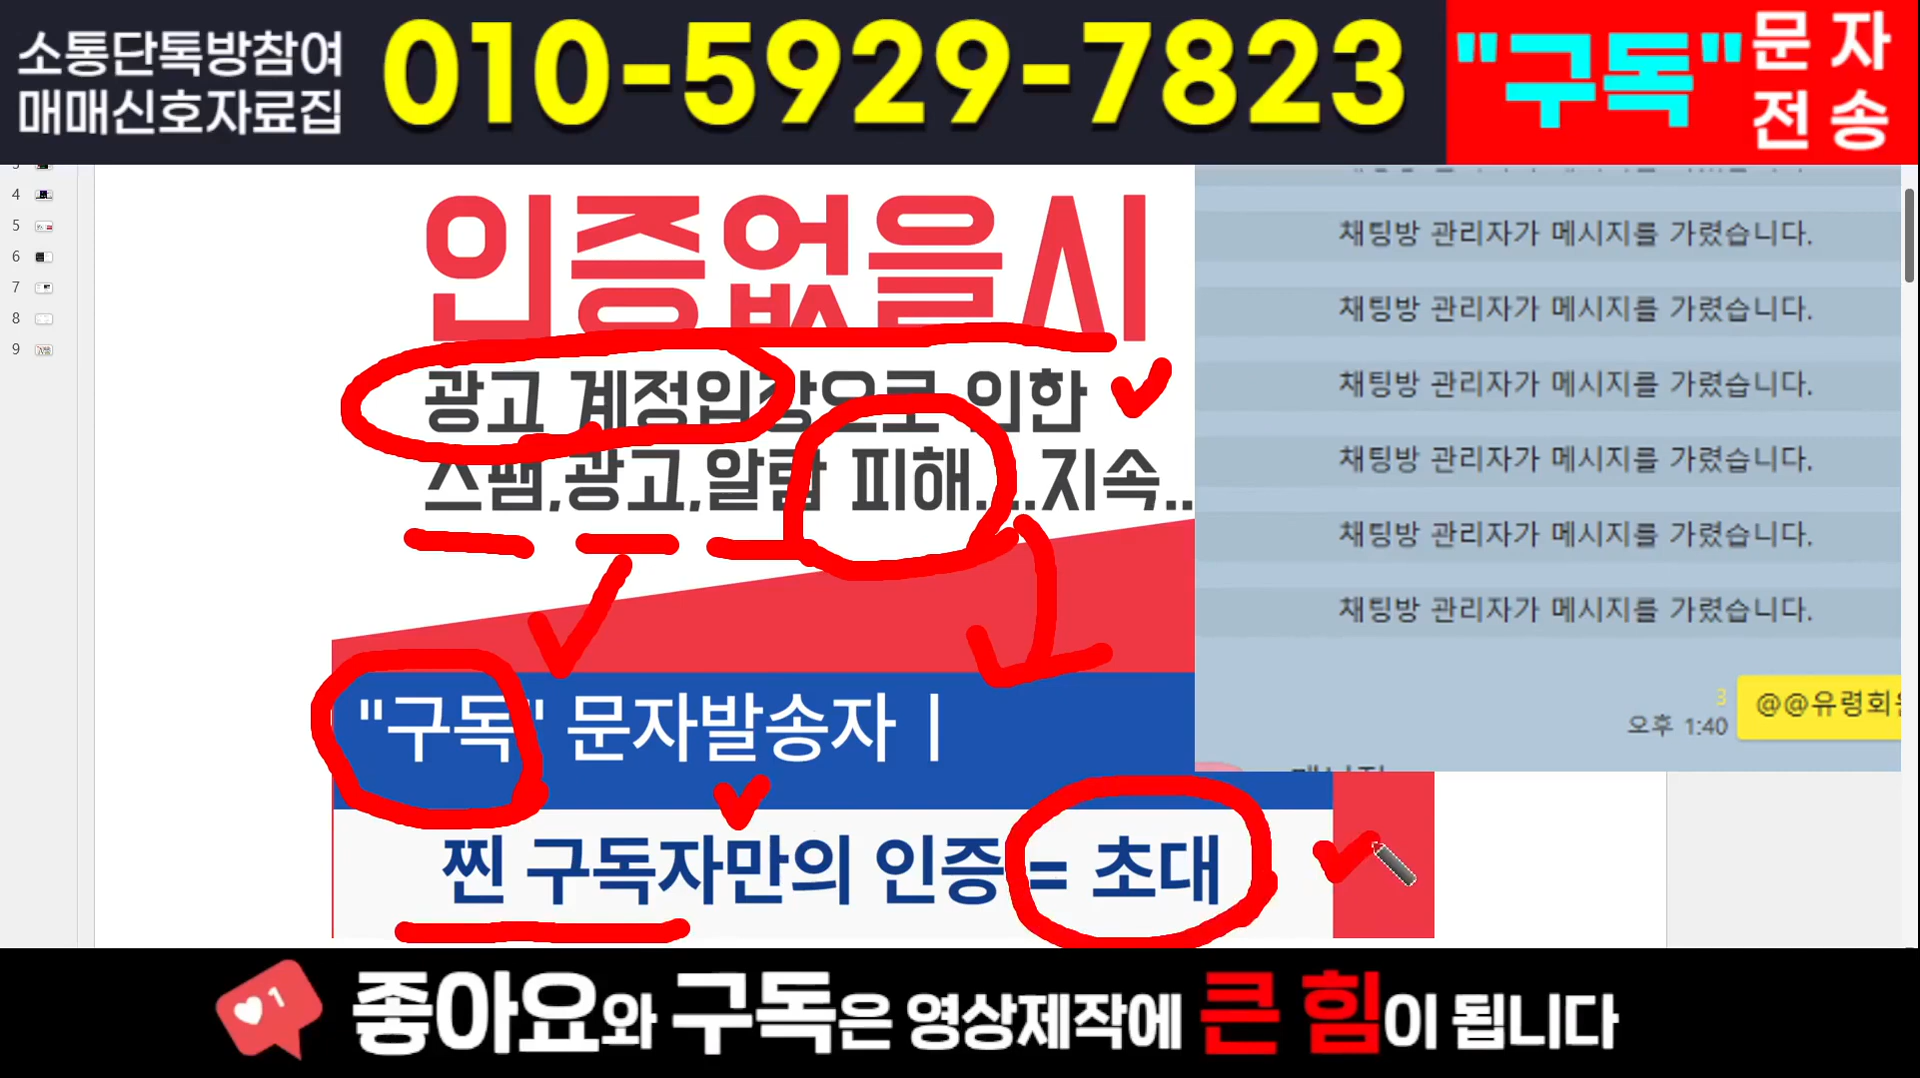 소통단톡방참여
매매신호자료집
010-5929-7823
"구독"
문자
전송
4
5
6
7
8
9
인증없을시
광고 계정입장으로 인한
스팸,광고,알람 피해....지속..
"구독" 문자발송자 |
찐 구독자만의 인증 = 초대
채팅방 관리자가 메시지를 가렸습니다.
채팅방 관리자가 메시지를 가렸습니다.
채팅방 관리자가 메시지를 가렸습니다.
채팅방 관리자가 메시지를 가렸습니다.
채팅방 관리자가 메시지를 가렸습니다.
채팅방 관리자가 메시지를 가렸습니다.
3
오후 1:40
@@유령회원
1
좋아요와 구독은 영상제작에 큰 힘이 됩니다